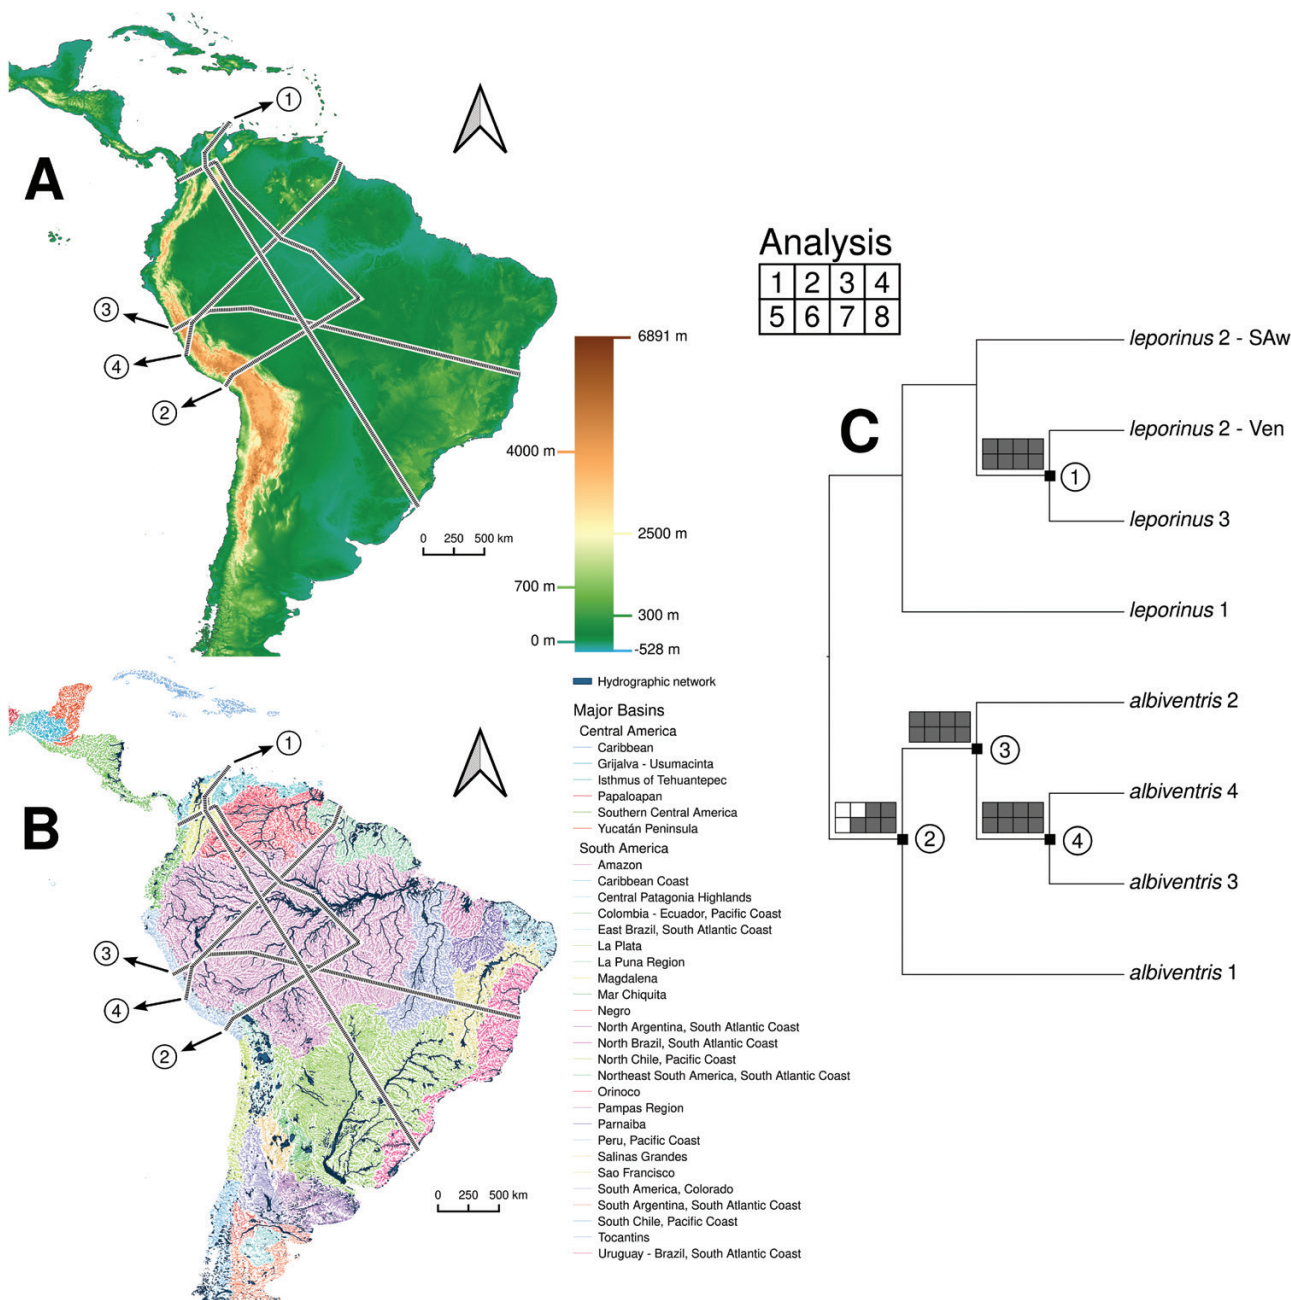 A
1
3
4
2
6891 m
4000 m
2500 m
700 m
300 m
0 m
-528 m
0 250 500 km
B
1
3
4
2
0 250 500 km
Hydrographic network
Major Basins
Central America
Caribbean
Grijalva - Usumacinta
Isthmus of Tehuantepec
Papaloapan
Southern Central America
Yucatán Peninsula
South America
Amazon
Caribbean Coast
Central Patagonia Highlands
Colombia - Ecuador, Pacific Coast
East Brazil, South Atlantic Coast
La Plata
La Puna Region
Magdalena
Mar Chiquita
Negro
North Argentina, South Atlantic Coast
North Brazil, South Atlantic Coast
North Chile, Pacific Coast
Northeast South America, South Atlantic Coast
Orinoco
Pampas Region
Parnaiba
Peru, Pacific Coast
Salinas Grandes
Sao Francisco
South America, Colorado
South Argentina, South Atlantic Coast
South Chile, Pacific Coast
Tocantins
Uruguay - Brazil, South Atlantic Coast
Analysis
1 2 3 4
5 6 7 8
C
leporinus 2 - SAw
leporinus 2 - Ven
1
leporinus 3
leporinus 1
albiventris 2
3
albiventris 4
2
4
albiventris 3
albiventris 1